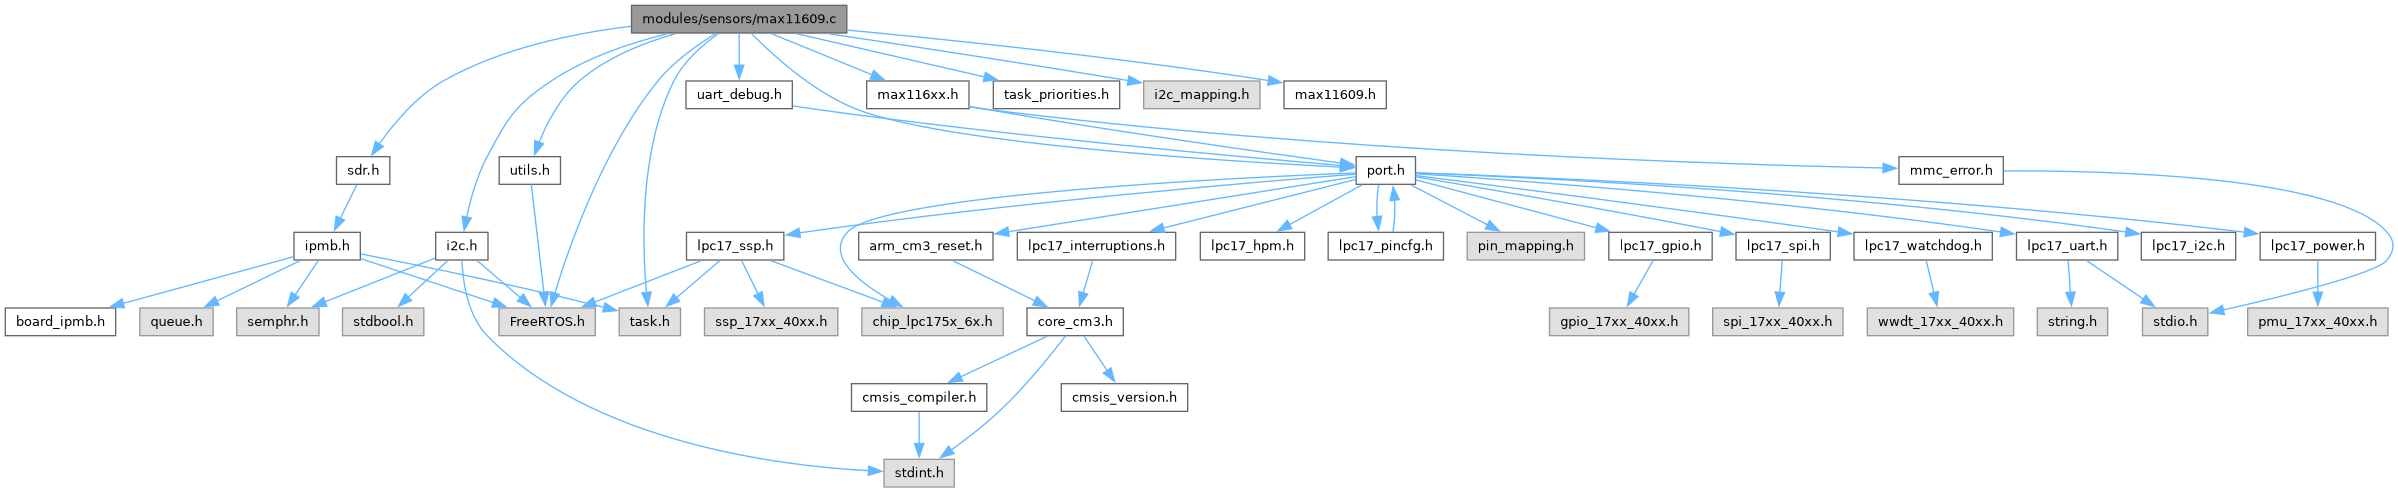 modules/sensors/max11609.c
uart_debug.h
max116xx.h
task_priorities.h
i2c_mapping.h
max11609.h
sdr.h
utils.h
port.h
mmc_error.h
ipmb.h
i2c.h
lpc17_ssp.h
arm_cm3_reset.h
lpc17_interruptions.h
lpc17_hpm.h
lpc17_pincfg.h
pin_mapping.h
lpc17_gpio.h
lpc17_spi.h
lpc17_watchdog.h
lpc17_uart.h
lpc17_i2c.h
lpc17_power.h
board_ipmb.h
queue.h
semphr.h
stdbool.h
FreeRTOS.h
task.h
ssp_17xx_40xx.h
chip_lpc175x_6x.h
core_cm3.h
gpio_17xx_40xx.h
spi_17xx_40xx.h
wwdt_17xx_40xx.h
string.h
stdio.h
pmu_17xx_40xx.h
cmsis_compiler.h
cmsis_version.h
stdint.h